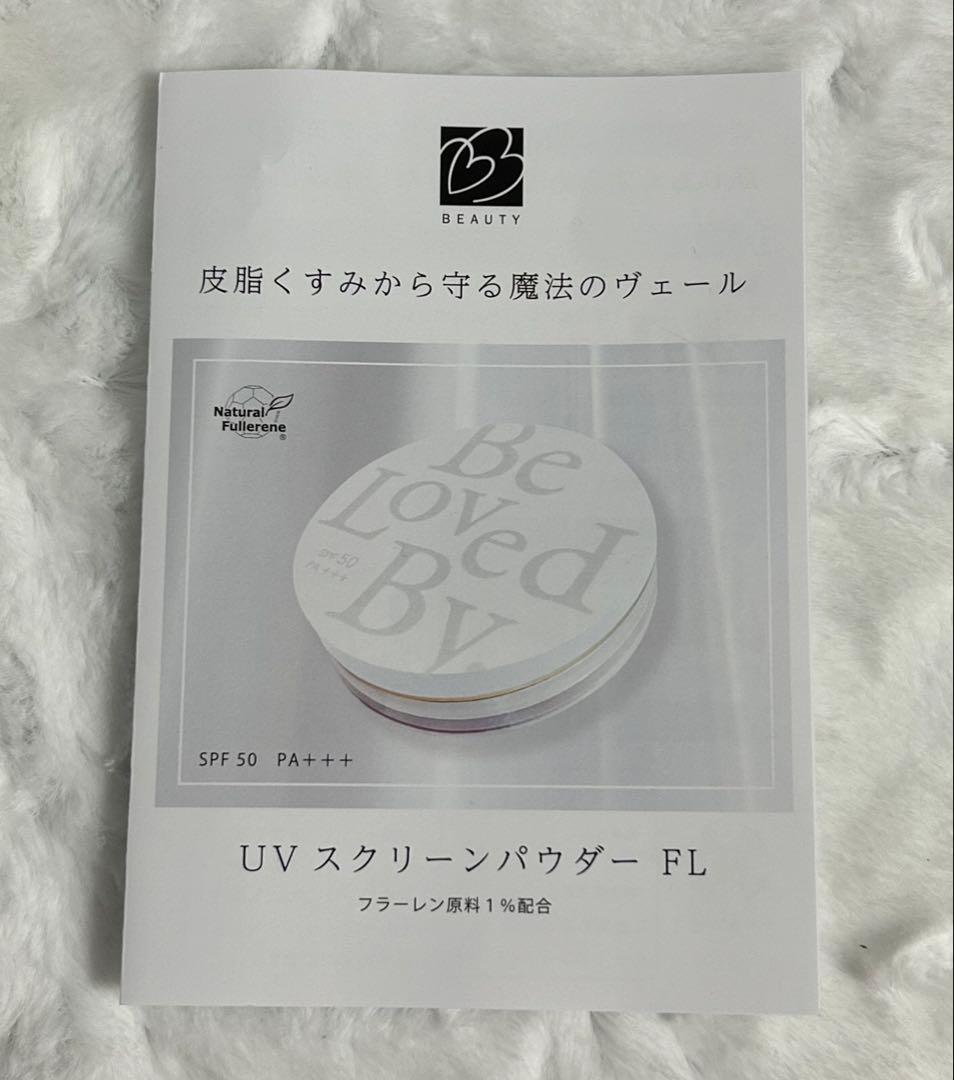 BEAUTY
皮脂くすみから守る魔法のヴェール
Natural
Fullerene
®
Be
Loved
By.
SPF 50
PA+++
SPF 50 PA+++
UV スクリーンパウダー FL
フラーレン原料1%配合